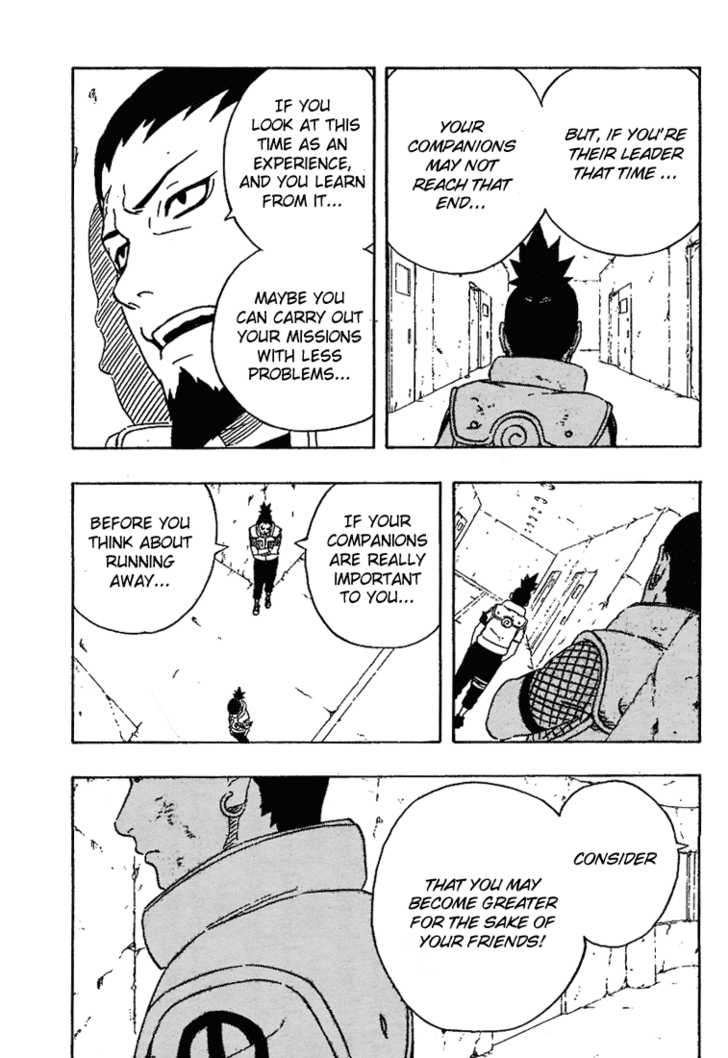 BUT, IF YOU'RE
THEIR LEADER
THAT TIME ...
YOUR
COMPANIONS
MAY NOT
REACH THAT
END...
IF YOU
LOOK AT THIS
TIME AS AN
EXPERIENCE,
AND YOU LEARN
FROM IT...
MAYBE YOU
CAN CARRY OUT
YOUR MISSIONS
WITH LESS
PROBLEMS...
IF YOUR
COMPANIONS
ARE REALLY
IMPORTANT
TO YOU...
BEFORE YOU
THINK ABOUT
RUNNING
AWAY...
CONSIDER
THAT YOU MAY
BECOME GREATER
FOR THE SAKE OF
YOUR FRIENDS!